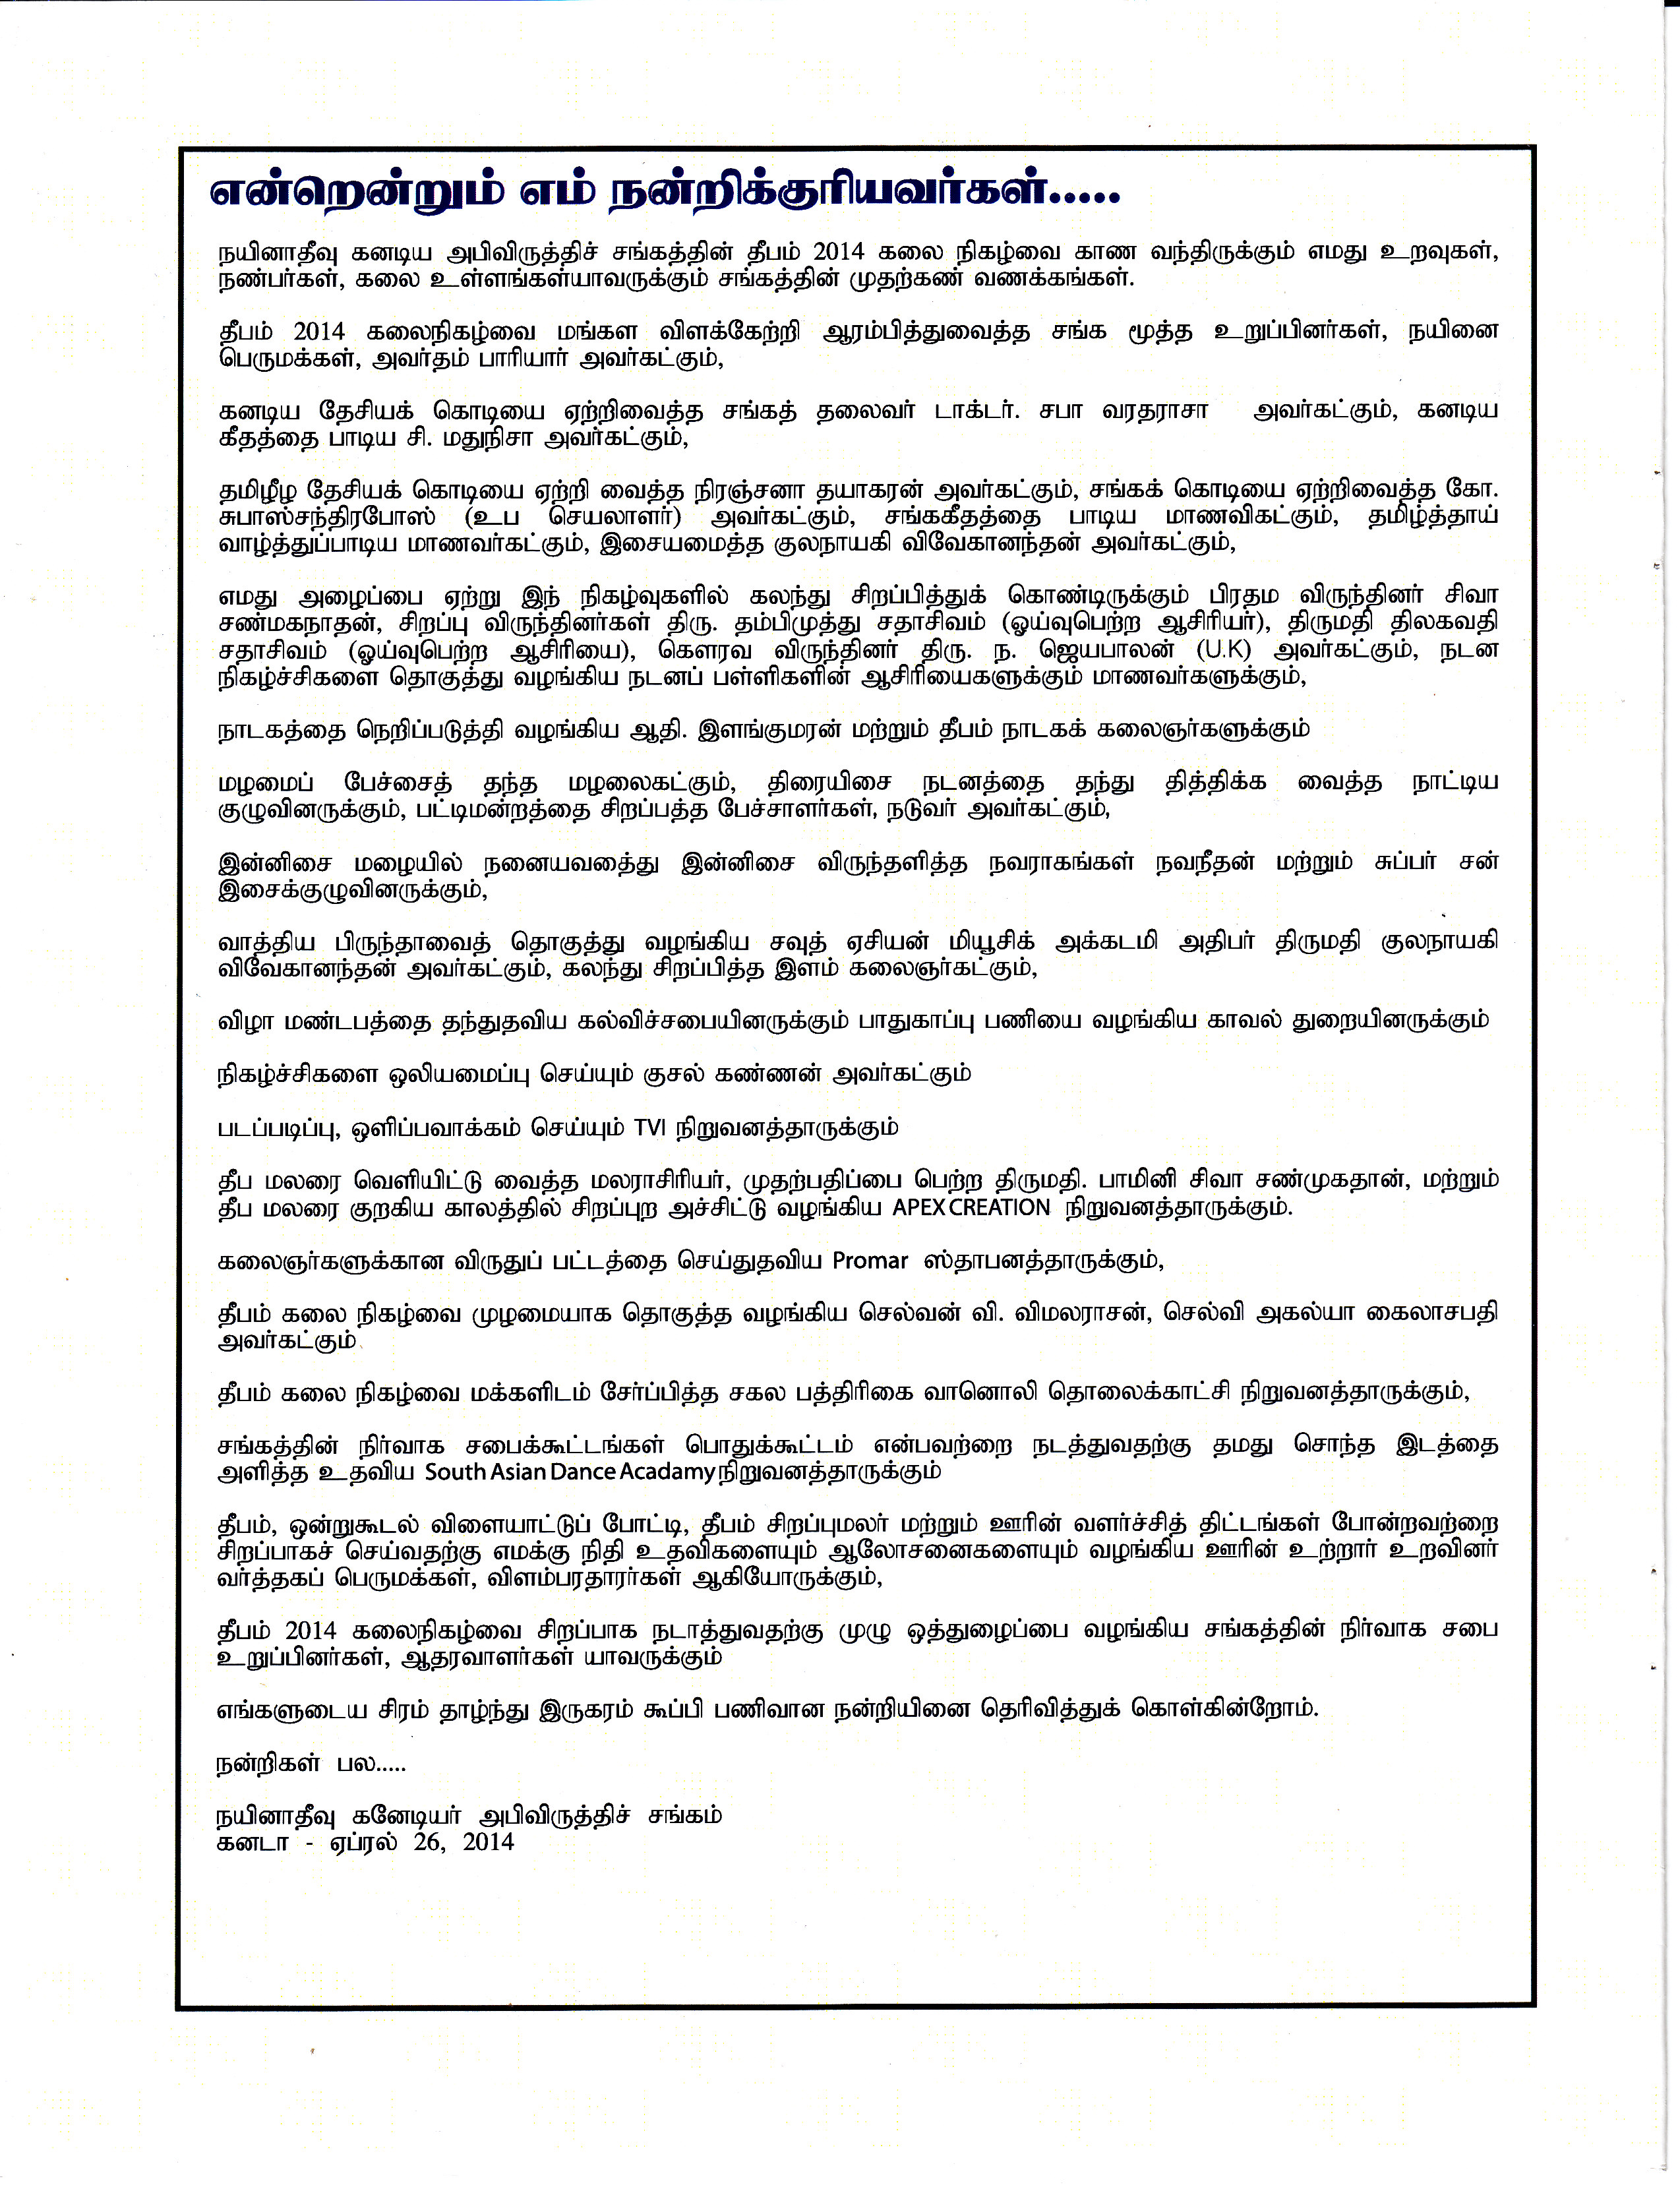 என்றென்றும் எம் நன்றிக்குரியவர்கள்.....
நயினாதீவு கனடிய அபிவிருத்திச் சங்கத்தின் தீபம் 2014 கலை நிகழ்வை காண வந்திருக்கும் எமது உறவுகள்,
நண்பர்கள், கலை உள்ளங்கள்யாவருக்கும் சங்கத்தின் முதற்கண் வணக்கங்கள்.
தீபம் 2014 கலைநிகழ்வை மங்கள விளக்கேற்றி ஆரம்பித்துவைத்த சங்க மூத்த உறுப்பினர்கள், நயினை
பெருமக்கள், அவர்தம் பாரியார் அவர்கட்கும்,
கனடிய தேசியக் கொடியை ஏற்றிவைத்த சங்கத் தலைவர் டாக்டர். சபா வரதராசா அவர்கட்கும், கனடிய
கீதத்தை பாடிய சி. மதுநிசா அவர்கட்கும்,
தமிழீழ தேசியக் கொடியை ஏற்றி வைத்த நிரஞ்சனா தயாகரன் அவர்கட்கும், சங்கக் கொடியை ஏற்றிவைத்த கோ.
சுபாஸ்சந்திரபோஸ் (உப செயலாளர்) அவர்கட்கும், சங்ககீதத்தை பாடிய மாணவிகட்கும், தமிழ்த்தாய்
வாழ்த்துப்பாடிய மாணவர்கட்கும், இசையமைத்த குலநாயகி விவேகானந்தன் அவர்கட்கும்,
எமது அழைப்பை ஏற்று இந் நிகழ்வுகளில் கலந்து சிறப்பித்துக் கொண்டிருக்கும் பிரதம விருந்தினர் சிவா
சண்மகநாதன், சிறப்பு விருந்தினர்கள் திரு. தம்பிமுத்து சதாசிவம் (ஓய்வுபெற்ற ஆசிரியர்), திருமதி திலகவதி
சதாசிவம் (ஓய்வுபெற்ற ஆசிரியை), கௌரவ விருந்தினர் திரு. ந. ஜெயபாலன் (U.K) அவர்கட்கும், நடன
நிகழ்ச்சிகளை தொகுத்து வழங்கிய நடனப் பள்ளிகளின் ஆசிரியைகளுக்கும் மாணவர்களுக்கும்,
நாடகத்தை நெறிப்படுத்தி வழங்கிய ஆதி. இளங்குமரன் மற்றும் தீபம் நாடகக் கலைஞர்களுக்கும்
மழமைப் பேச்சைத் தந்த மழலைகட்கும், திரையிசை நடனத்தை தந்து தித்திக்க வைத்த நாட்டிய
குழுவினருக்கும், பட்டிமன்றத்தை சிறப்பத்த பேச்சாளர்கள், நடுவர் அவர்கட்கும்,
இன்னிசை மழையில் நனையவத்து இன்னிசை விருந்தளித்த நவராகங்கள் நவநீதன் மற்றும் சுப்பர் சன்
இசைக்குழுவினருக்கும்,
வாத்திய பிருந்தாவைத் தொகுத்து வழங்கிய சவுத் ஏசியன் மியூசிக் அக்கடமி அதிபர் திருமதி குலநாயகி
விவேகானந்தன் அவர்கட்கும், கலந்து சிறப்பித்த இளம் கலைஞர்கட்கும்,
விழா மண்டபத்தை தந்துதவிய கல்விச்சபையினருக்கும் பாதுகாப்பு பணியை வழங்கிய காவல் துறையினருக்கும்
நிகழ்ச்சிகளை ஒலியமைப்பு செய்யும் குசல் கண்ணன் அவர்கட்கும்
படப்படிப்பு, ஒளிப்பவாக்கம் செய்யும் TVI நிறுவனத்தாருக்கும்
தீப மலரை வெளியிட்டு வைத்த மலராசிரியர், முதற்பதிப்பை பெற்ற திருமதி. பாமினி சிவா சண்முகதான், மற்றும்
தீப மலரை குறகிய காலத்தில் சிறப்புற அச்சிட்டு வழங்கிய APEX CREATION நிறுவனத்தாருக்கும்.
கலைஞர்களுக்கான விருதுப் பட்டத்தை செய்துதவிய Promar ஸ்தாபனத்தாருக்கும்,
தீபம் கலை நிகழ்வை முழமையாக தொகுத்த வழங்கிய செல்வன் வி. விமலராசன், செல்வி அகல்யா கைலாசபதி
அவர்கட்கும்
தீபம் கலை நிகழ்வை மக்களிடம் சேர்ப்பித்த சகல பத்திரிகை வானொலி தொலைக்காட்சி நிறுவனத்தாருக்கும்,
சங்கத்தின் நிர்வாக சபைக்கூட்டங்கள் பொதுக்கூட்டம் என்பவற்றை நடத்துவதற்கு தமது சொந்த இடத்தை
அளித்த உதவிய South Asian Dance Acadamy நிறுவனத்தாருக்கும்
தீபம், ஒன்றுகூடல் விளையாட்டுப் போட்டி, தீபம் சிறப்புமலர் மற்றும் ஊரின் வளர்ச்சித் திட்டங்கள் போன்றவற்றை
சிறப்பாகச் செய்வதற்கு எமக்கு நிதி உதவிகளையும் ஆலோசனைகளையும் வழங்கிய ஊரின் உற்றார் உறவினர்
வர்த்தகப் பெருமக்கள், விளம்பரதாரர்கள் ஆகியோருக்கும்,
தீபம் 2014 கலைநிகழ்வை சிறப்பாக நடாத்துவதற்கு முழு ஒத்துழைப்பை வழங்கிய சங்கத்தின் நிர்வாக சபை
உறுப்பினர்கள், ஆதரவாளர்கள் யாவருக்கும்
எங்களுடைய சிரம் தாழ்ந்து இருகரம் கூப்பி பணிவான நன்றியினை தெரிவித்துக் கொள்கின்றோம்.
நன்றிகள் பல.....
நயினாதீவு கனேடியர் அபிவிருத்திச் சங்கம்
கனடா - ஏப்ரல் 26, 2014